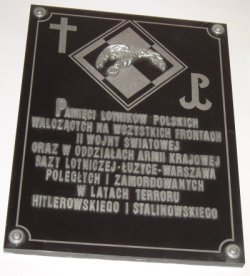 PAMIĘCI LOTNIKÓW POLSKICH
WALCZĄCYCH NA WSZYSTKICH FRONTACH
II WOJNY ŚWIATOWEJ
ORAZ W ODDZIAŁACH ARMII KRAJOWEJ
BAZY LOTNICZEJ-ŁUŻYCE-WARSZAWA
POLEGŁYCH I ZAMORDOWANYCH
W LATACH TERRORU
HITLEROWSKIEGO I STALINOWSKIEGO